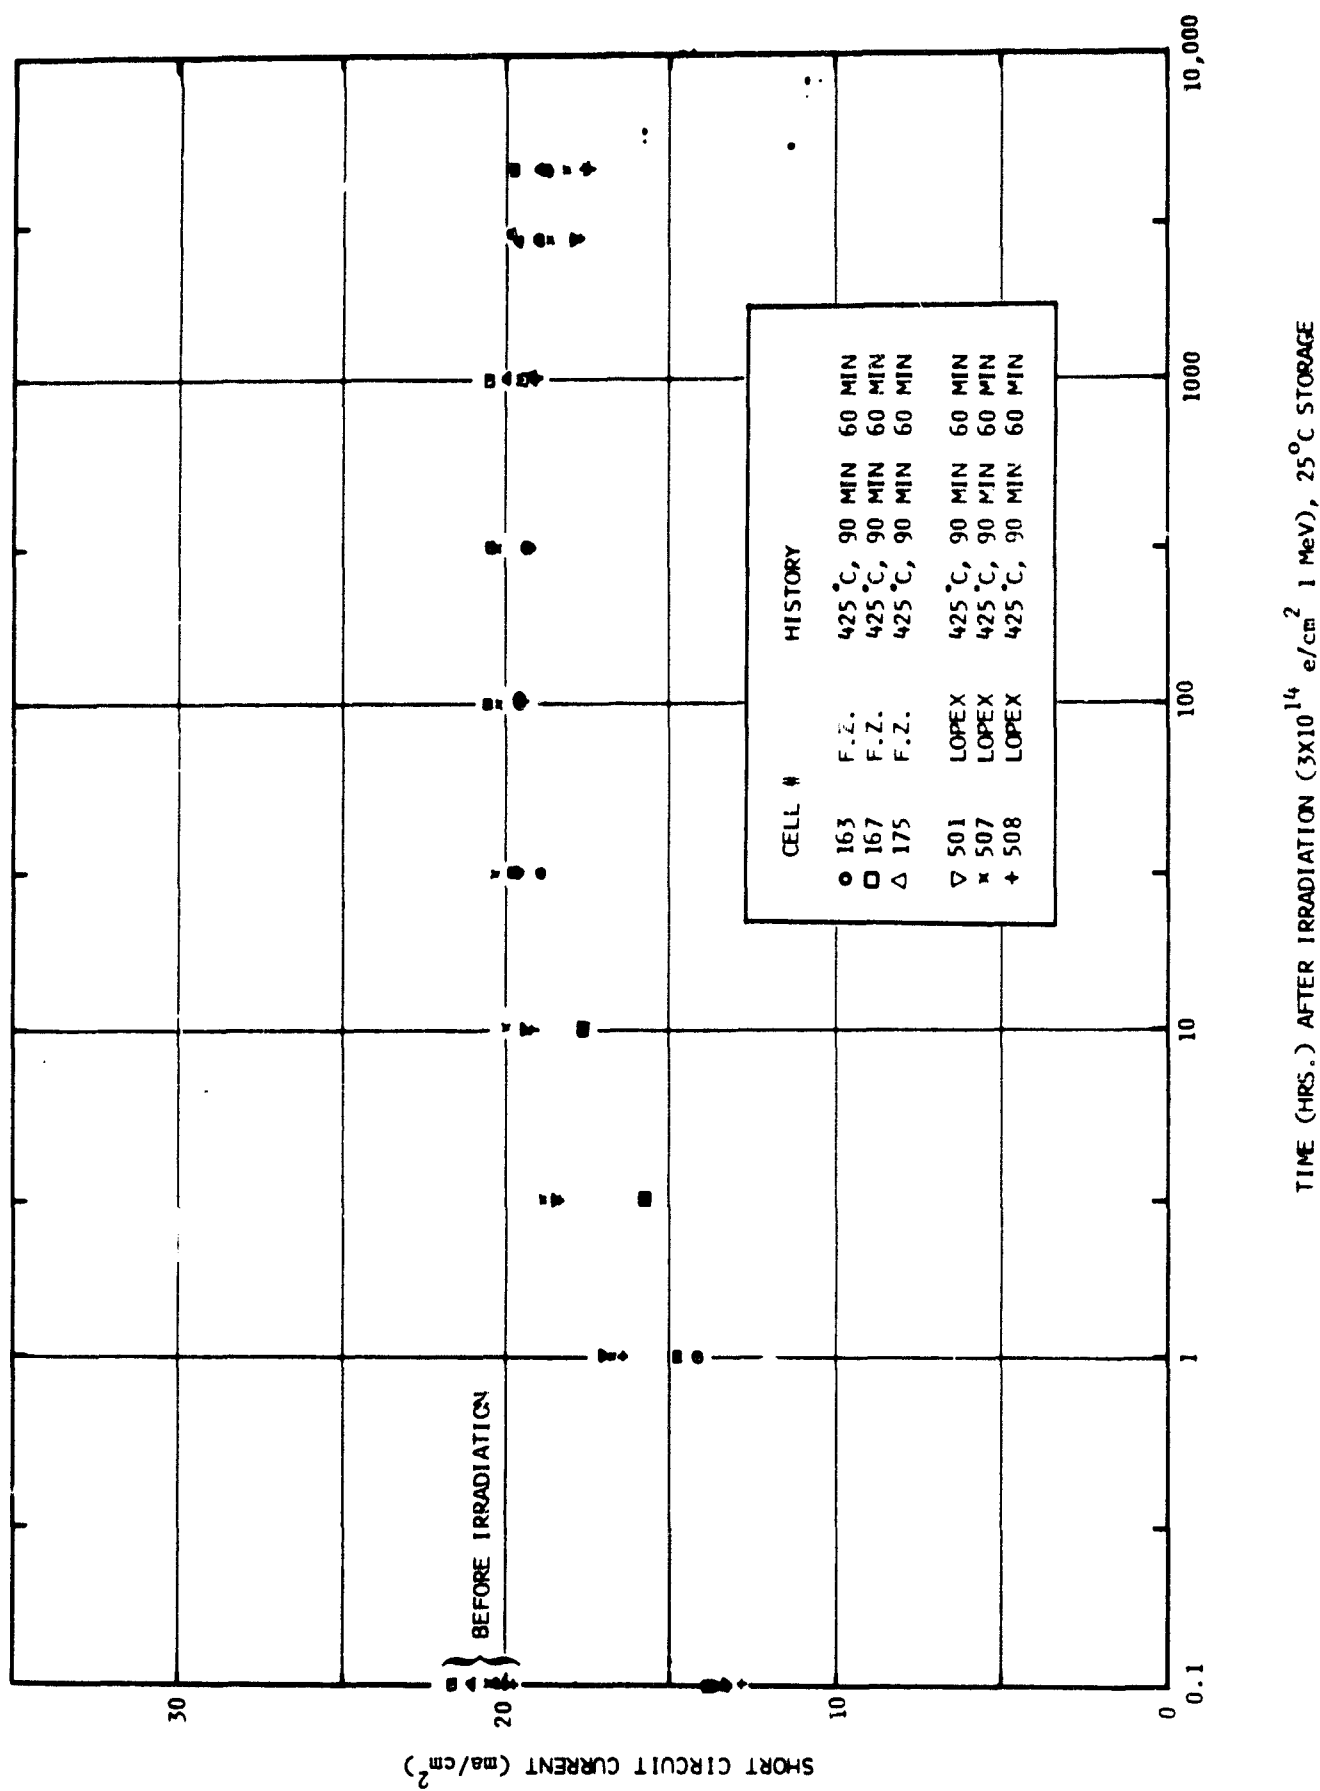 SHORT CIRCUIT CURRENT (ma/cm²)
30
20
10
0
BEFORE IRRADIATION
CELL # HISTORY
163 F.Z. 425°C, 90 MIN 60 MIN
167 F.Z. 425°C, 90 MIN 60 MIN
△ 175 F.Z. 425°C, 90 MIN 60 MIN
▽ 501 LOPEX 425°C, 90 MIN 60 MIN
× 507 LOPEX 425°C, 90 MIN 60 MIN
+ 508 LOPEX 425°C, 90 MIN 60 MIN
0.1 1 10 100 1000 10,000
TIME (HRS.) AFTER IRRADIATION (3X10¹⁴ e/cm² 1 MeV), 25°C STORAGE